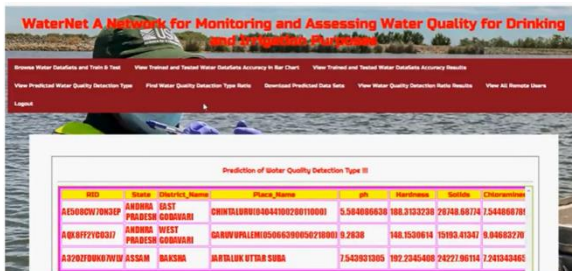 WaterNet A Network for Monitoring and Assessing Water Quality for Drinking
and Irrigation Purposes
Browse Water DataSets and Train & Test View Trained and Tested Water DataSets Accuracy in Bar Chart View Trained and Tested Water DataSets Accuracy Results
View Predicted Water Quality Detection Type Find Water Quality Detection Type Ratio Download Predicted Data Sets View Water Quality Detection Ratio Results View All Remote Users
Logout
Prediction of Water Quality Detection Type !!!
RID State District_Name Place_Name ph Hardness Solids
ANDHRA PRADESH EAST GODAVARI 5.584086638 188.3133238 20748.68774
ANDHRA PRADESH WEST GODAVARI 9.2838 148.1530614 15193.41347
ASSAM BAKSHA JARTALUK UTTAR SUBA 7.543931305 192.2345408 24227.96114